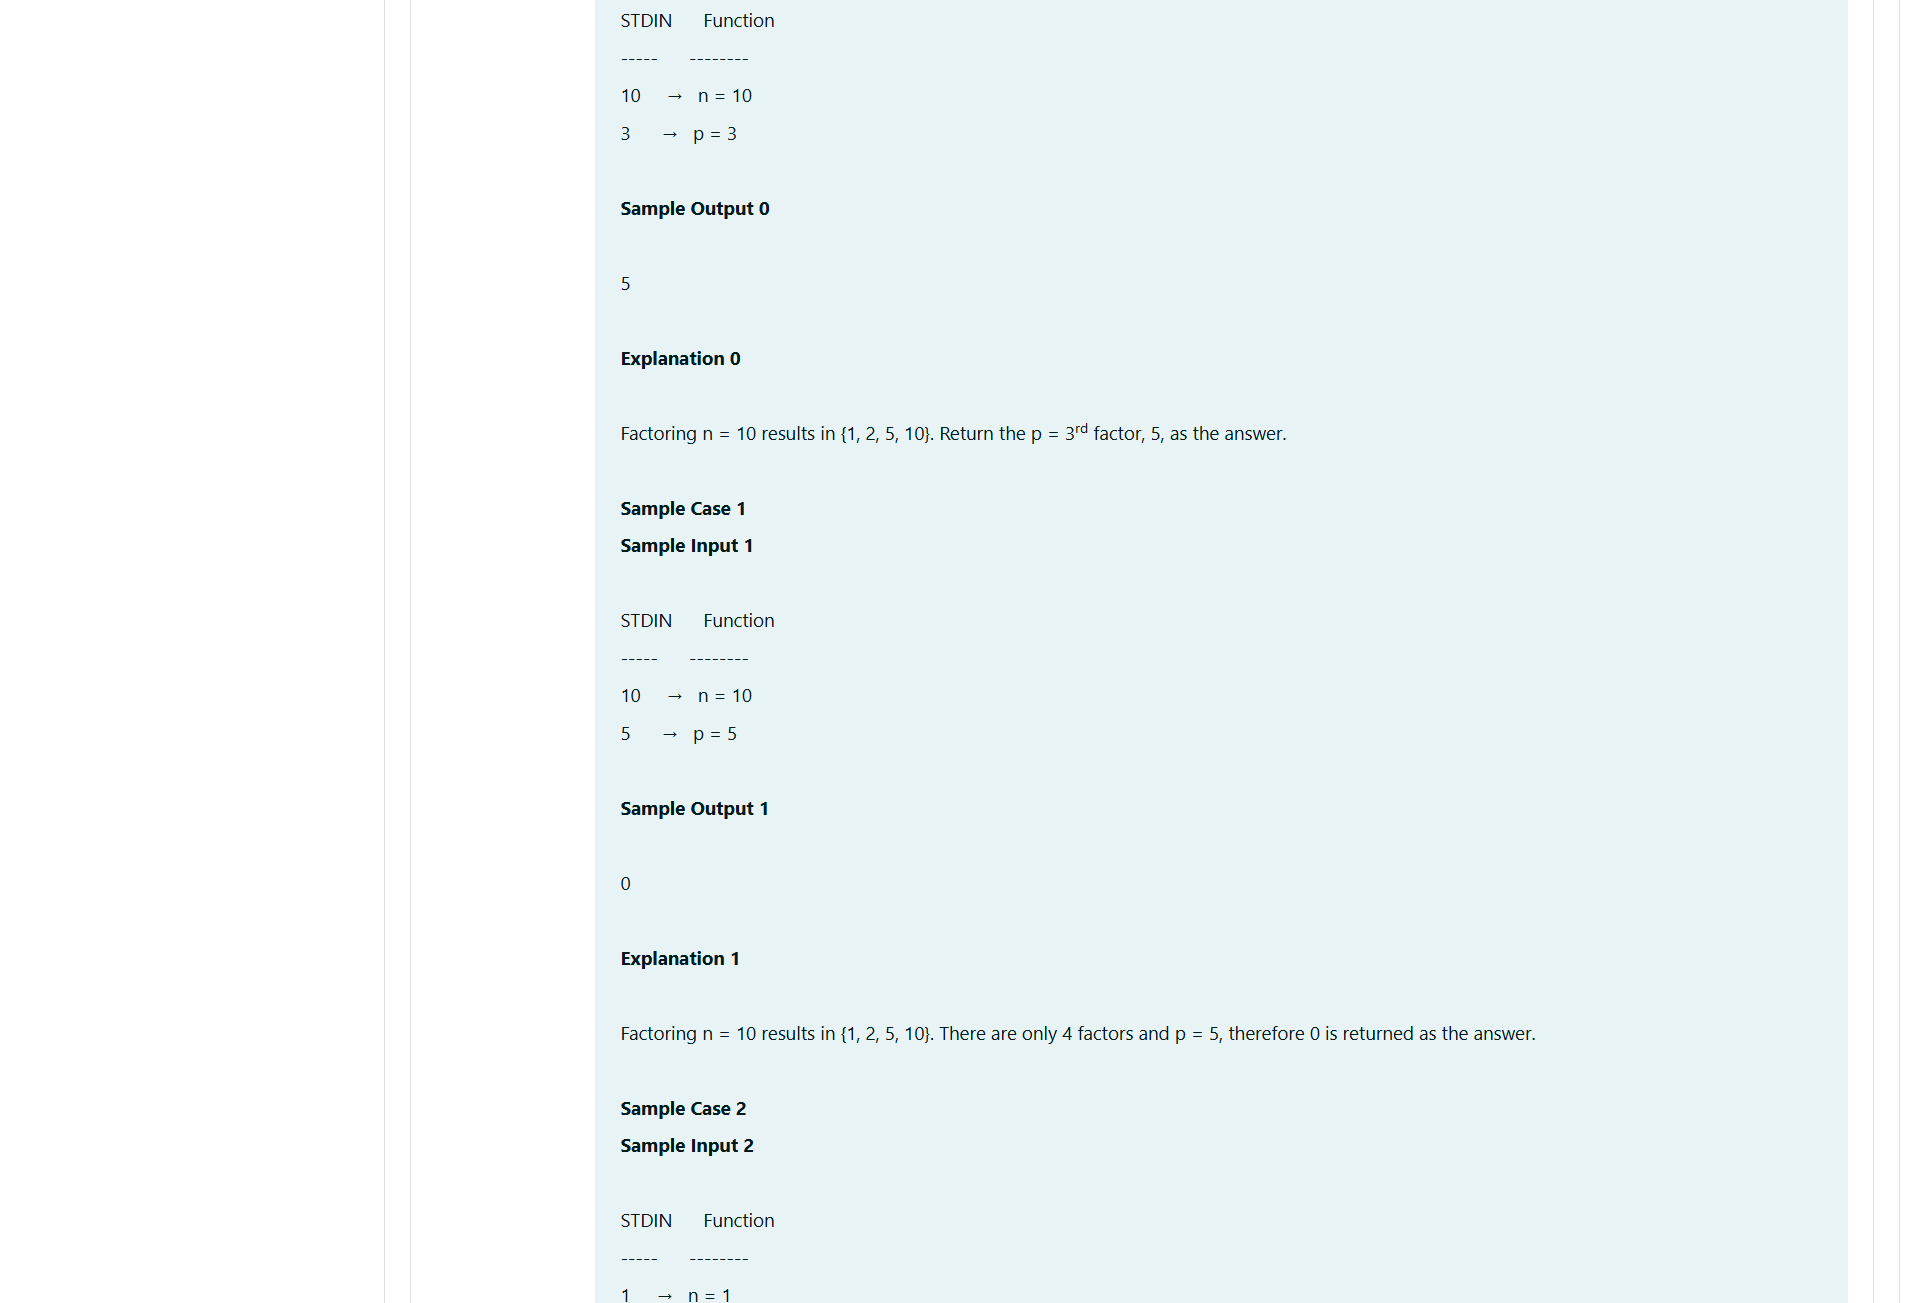 STDIN Function
----- --------
10 → n = 10
3 → p = 3
Sample Output 0
5
Explanation 0
Factoring n = 10 results in {1, 2, 5, 10}. Return the p = 3rd factor, 5, as the answer.
Sample Case 1
Sample Input 1
STDIN Function
----- --------
10 → n = 10
5 → p = 5
Sample Output 1
0
Explanation 1
Factoring n = 10 results in {1, 2, 5, 10}. There are only 4 factors and p = 5, therefore 0 is returned as the answer.
Sample Case 2
Sample Input 2
STDIN Function
----- --------
1 → n = 1